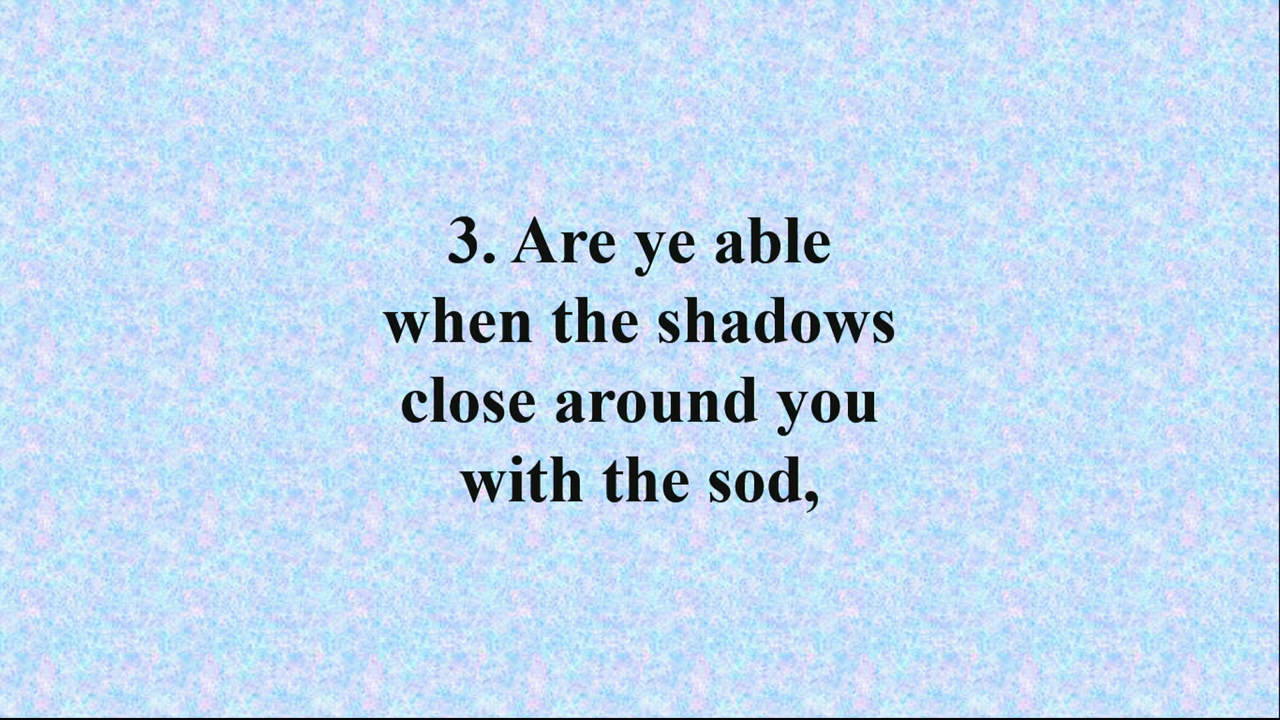 3. Are ye able
when the shadows
close around you
with the sod,